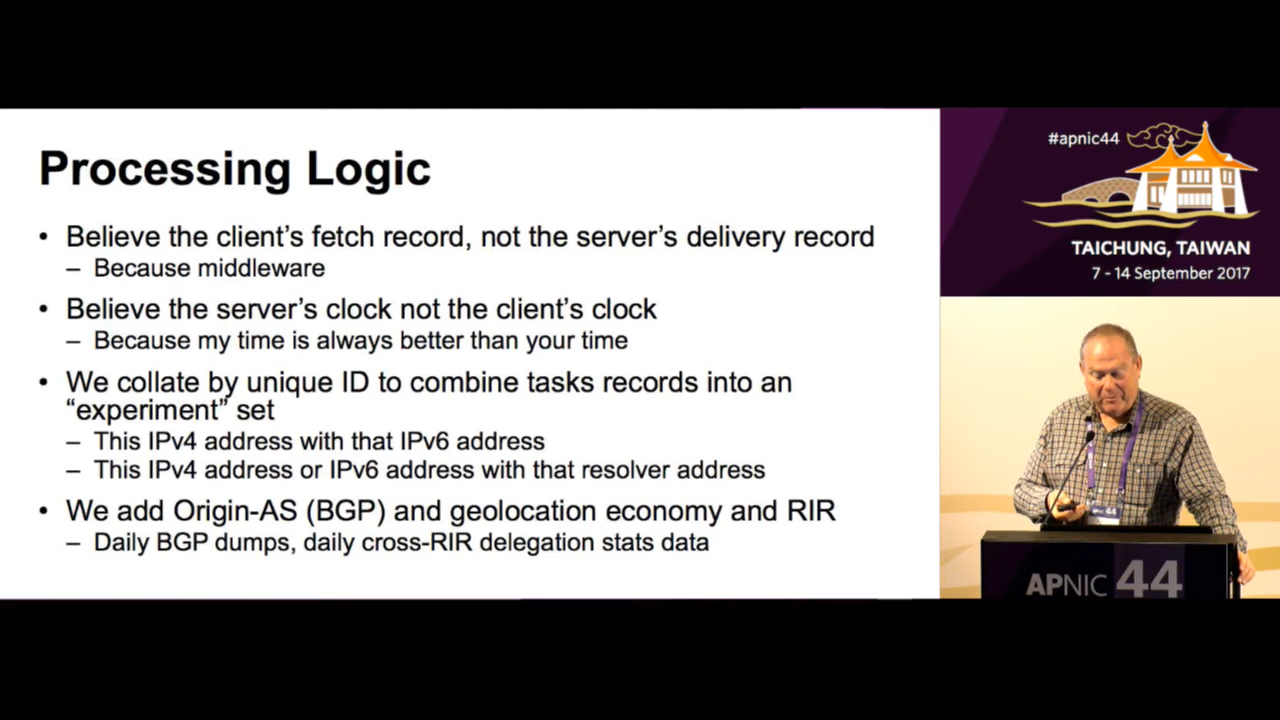 Processing Logic
• Believe the client's fetch record, not the server's delivery record
– Because middleware
• Believe the server's clock not the client's clock
– Because my time is always better than your time
• We collate by unique ID to combine tasks records into an
“experiment” set
– This IPv4 address with that IPv6 address
– This IPv4 address or IPv6 address with that resolver address
• We add Origin-AS (BGP) and geolocation economy and RIR
– Daily BGP dumps, daily cross-RIR delegation stats data
#apnic44
TAICHUNG, TAIWAN
7 - 14 September 2017
APNIC 44
APNIC 44